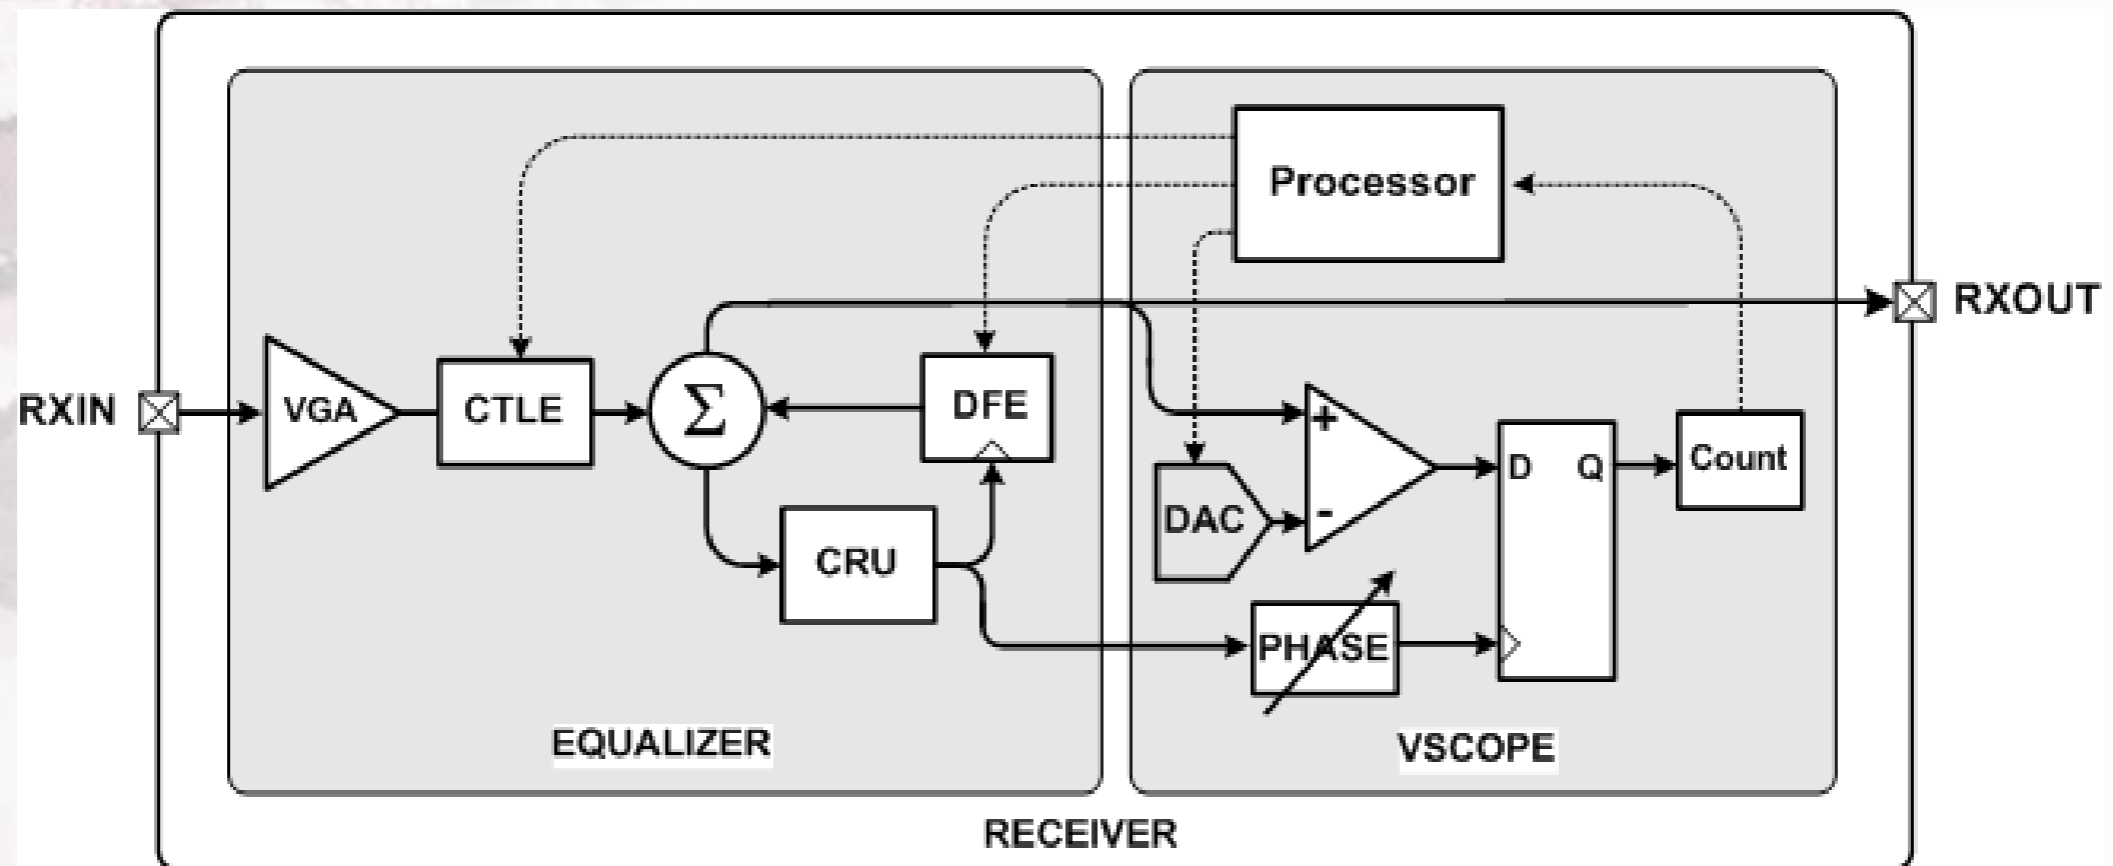 Processor
RXOUT
RXIN
VGA
CTLE
Σ
DFE
+
-
D Q
Count
DAC
CRU
PHASE
EQUALIZER
VSCOPE
RECEIVER